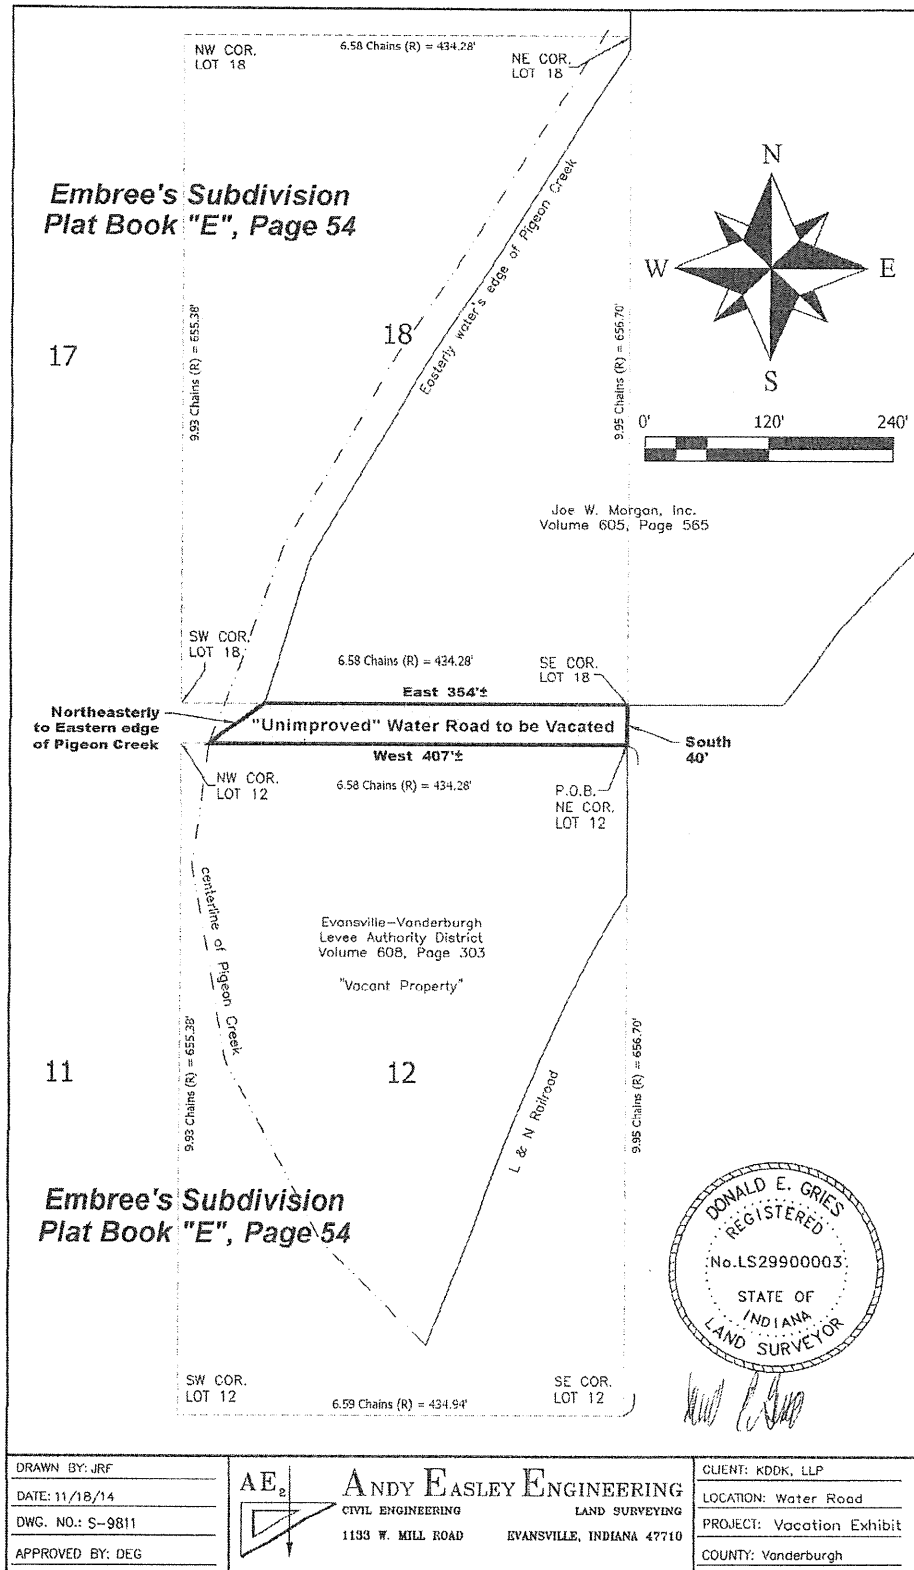 6.58 Chains (R) = 434.28'
NW COR.
LOT 18
NE COR.
LOT 18
Embree's Subdivision
Plat Book "E", Page 54
N
W
E
S
Easterly water's edge of Pigeon Creek
9.93 Chains (R) = 655.38'
9.95 Chains (R) = 656.70'
17
18
0'
120'
240'
Joe W. Morgan, Inc.
Volume 605, Page 565
SW COR.
LOT 18
6.58 Chains (R) = 434.28'
SE COR.
LOT 18
East 354'±
Northeasterly
to Eastern edge
of Pigeon Creek
"Unimproved" Water Road to be Vacated
South
40'
West 407'±
NW COR.
LOT 12
6.58 Chains (R) = 434.28'
P.O.B.
NE COR.
LOT 12
centerline of Pigeon Creek
Evansville-Vanderburgh
Levee Authority District
Volume 608, Page 303
"Vacant Property"
9.93 Chains (R) = 655.38'
9.95 Chains (R) = 656.70'
11
12
L & N Railroad
Embree's Subdivision
Plat Book "E", Page 54
DONALD E. GRIES
REGISTERED
No.LS29900003
STATE OF
INDIANA
LAND SURVEYOR
SW COR.
LOT 12
6.59 Chains (R) = 434.94'
SE COR.
LOT 12
DRAWN BY: JRF
DATE: 11/18/14
DWG. NO.: S-9811
APPROVED BY: DEG
AE2
ANDY EASLEY ENGINEERING
CIVIL ENGINEERING
LAND SURVEYING
1133 W. MILL ROAD
EVANSVILLE, INDIANA 47710
CLIENT: KDDK, LLP
LOCATION: Water Road
PROJECT: Vacation Exhibit
COUNTY: Vanderburgh